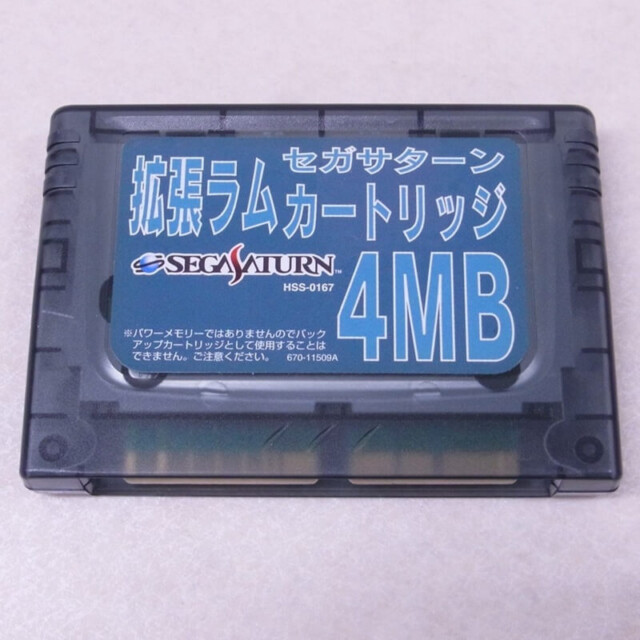 セガサターン
拡張ラムカートリッジ
SEGASATURN™
HSS-0167
4MB
※パワーメモリーではありませんのでバック
アップカートリッジとして使用することは
できません。ご注意ください。 670-11509A